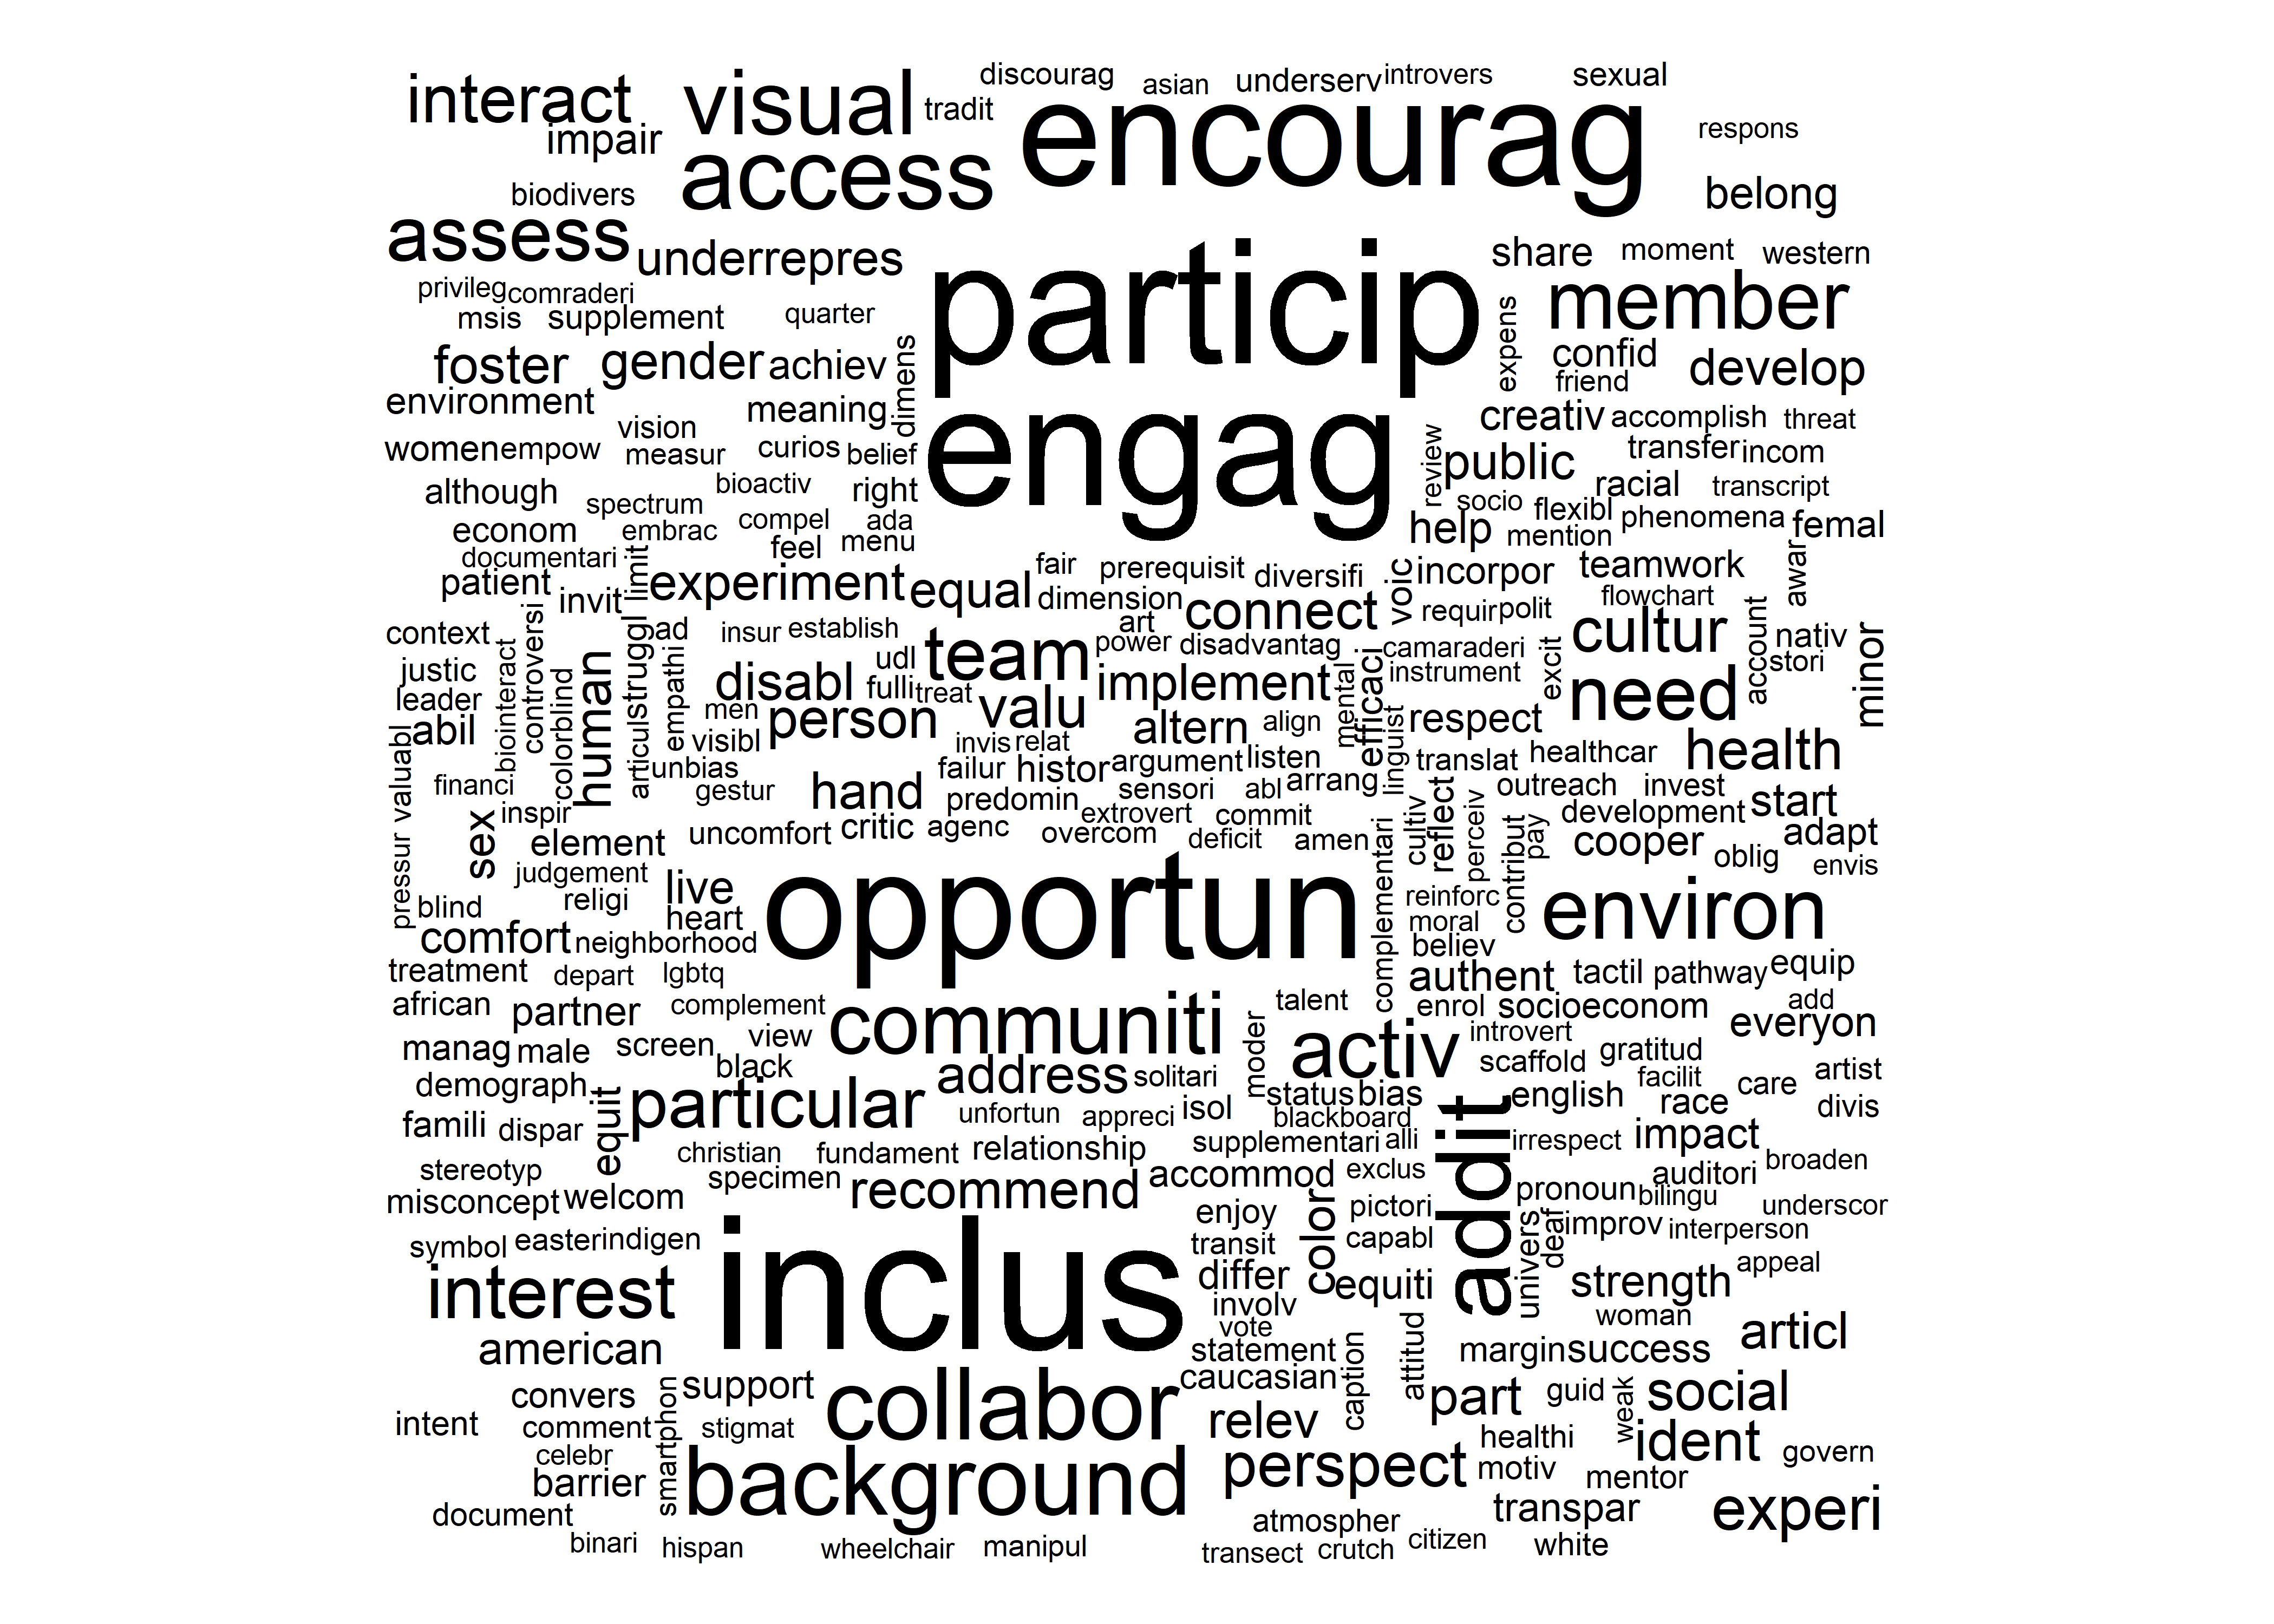 discourag asian underserv introvers sexual
interact visual tradit encourag respons
impair access belong
biodivers
assess underrepres particip share moment western
privileg comraderi member
msis supplement quarter expens
foster gender achiev dimens confid develop
friend
environment meaning engag creativ accomplish threat
vision
women empow measur curios belief review public transfer incom
although spectrum bioactiv right socio racial transcript
econom embrac compel ada flexibl phenomena femal
documentari feel menu help mention
patient invit limit experiment equal fair prerequisit diversifi voic incorpor teamwork awar
dimension connect requir polit flowchart
context controversi struggl ad insur establish team art power disadvantag camaraderi cultur account nativ minor
justic biointeract human empathi disabl udl fulli treat implement mental efficaci instrument excit need stori
leader colorblind men person valu
abil articul visibl altern align respect
invis relat linguist translat healthcar health
pressur valuabl financi unbias failur histor argument listen
gestur hand predomin sensori abl arrang reflect outreach invest start
inspir extrovert commit cultiv perceiv development
sex element uncomfort critic agenc overcom deficit amen complementari contribut pay cooper oblig adapt
judgement envis
blind religi live opportun reinforc environ
heart moral
comfort neighborhood believ
treatment depart lgbtq authent tactil pathway equip
african partner complement communiti talent enrol socioeconom add
manag male screen view moder activ introvert everyon
black scaffold gratitud
demograph particular address solitari status bias addit english facilit care artist
famili dispar equit unfortun appreci isol blackboard race divis
christian fundament relationship supplementari alli irrespect impact
stereotyp specimen recommend accommod exclus auditori broaden
misconcept welcom inclus enjoy color pictori pronoun bilingu underscor
symbol easter indigen transit capabl univers deaf improv interperson
interest differ equiti strength appeal
involv woman
american vote statement caption attitud margin success articl
convers smartphon support collabor caucasian part guid weak social
intent comment stigmat relev
celebr background healthi ident govern
barrier perspect motiv mentor
document atmospher transpar experi
binari hispan wheelchair manipul transect crutch citizen white